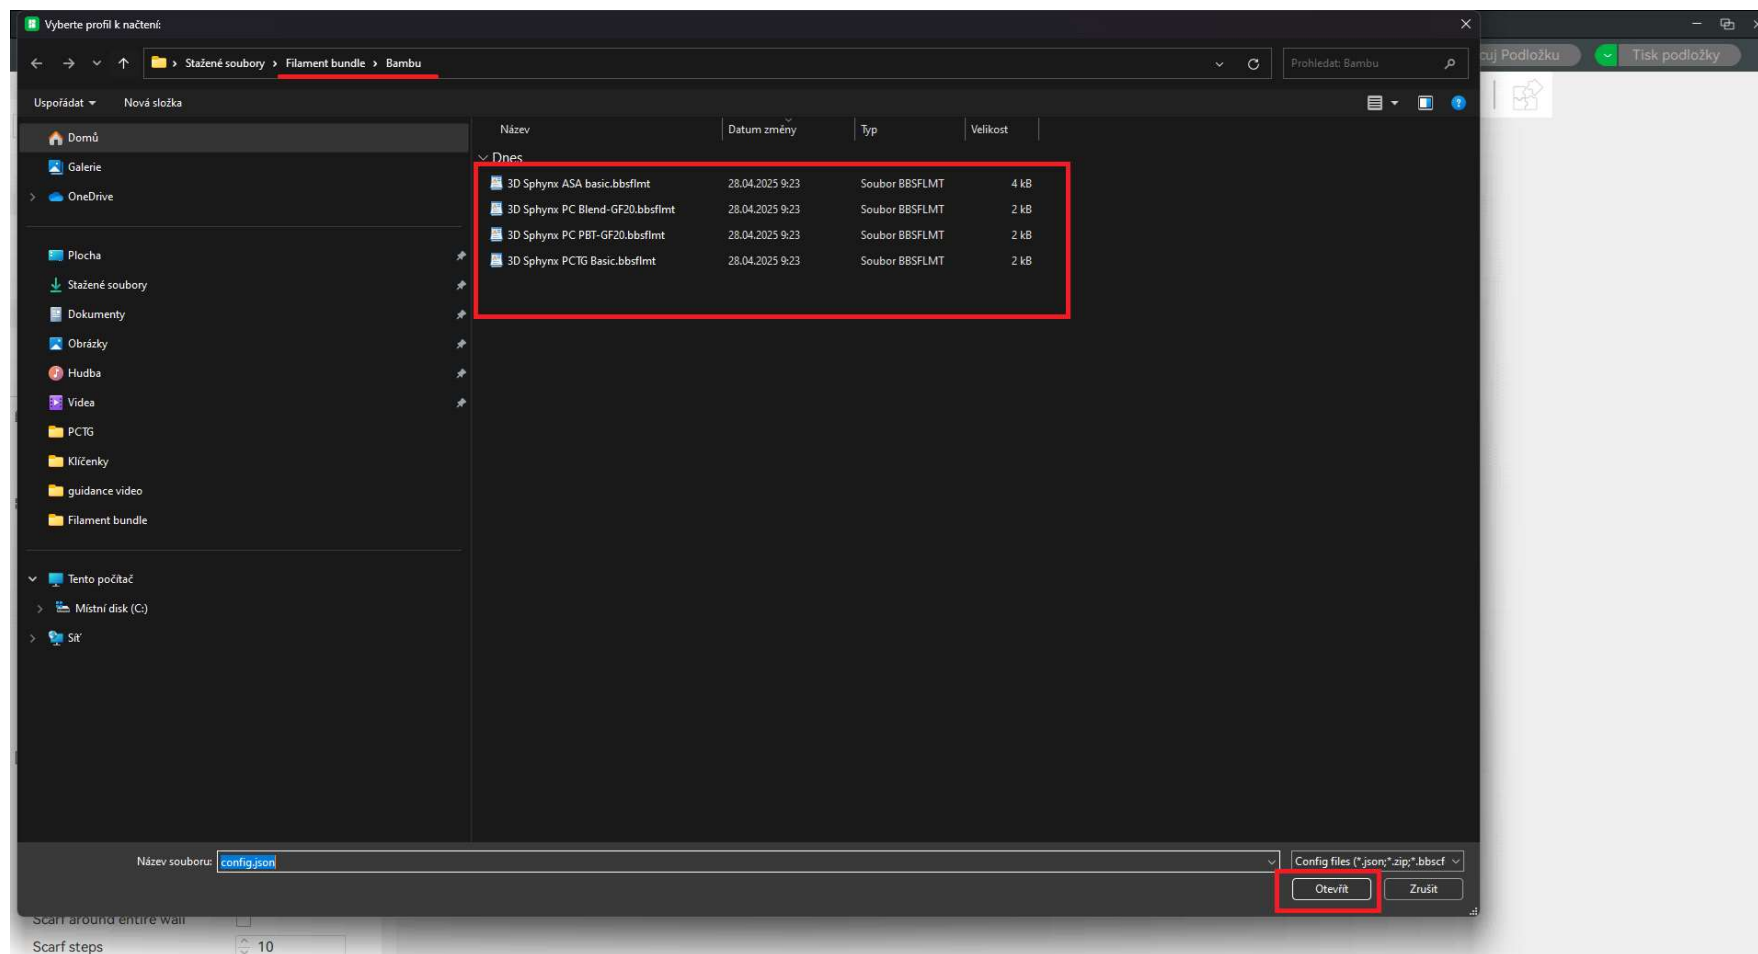 Vyberte profil k načtení:
cuj Podložku
Tisk podložky
Stažené soubory > Filament bundle > Bambu
Prohledat: Bambu
Uspořádat
Nová složka
Název Datum změny Typ Velikost
Dnes
3D Sphynx ASA basic.bbsflmt 28.04.2025 9:23 Soubor BBSFLMT 4 kB
3D Sphynx PC Blend-GF20.bbsflmt 28.04.2025 9:23 Soubor BBSFLMT 2 kB
3D Sphynx PC PBT-GF20.bbsflmt 28.04.2025 9:23 Soubor BBSFLMT 2 kB
3D Sphynx PCTG Basic.bbsflmt 28.04.2025 9:23 Soubor BBSFLMT 2 kB
Domů
Galerie
OneDrive
Plocha
Stažené soubory
Dokumenty
Obrázky
Hudba
Videa
PCTG
Klíčenky
guidance video
Filament bundle
Tento počítač
Místní disk (C:)
Síť
Název souboru: config.json
Config files (*.json;*.zip;*.bbscf
Otevřít
Zrušit
Scarf around entire wall
Scarf steps 10